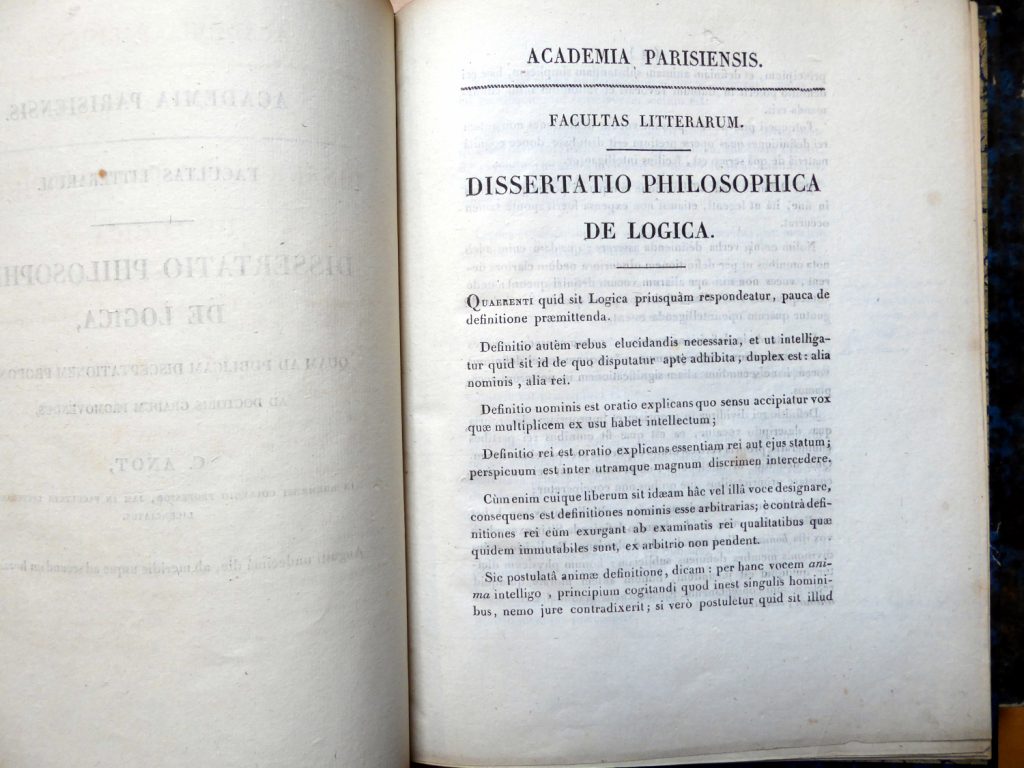 ACADEMIA PARISIENSIS.
FACULTAS LITTERARUM.
DISSERTATIO PHILOSOPHICA
DE LOGICA.
QUAERENTI quid sit Logica priusquàm respondeatur, pauca de
definitione præmittenda.
Definitio autem rebus elucidandis necessaria, et ut intelliga-
tur quid sit id de quo disputatur aptè adhibita, duplex est: alia
nominis, alia rei.
Definitio nominis est oratio explicans quo sensu accipiatur vox
quæ multiplicem ex usu habet intellectum;
Definitio rei est oratio explicans essentiam rei aut ejus statum;
perspicuum est inter utramque magnum discrimen intercedere.
Cùm enim cuique liberum sit idæam hâc vel illâ voce designare,
consequens est definitiones nominis esse arbitrarias; è contrà defi-
nitiones rei cùm exurgant ab examinatis rei qualitatibus quæ
quidem immutabiles sunt, ex arbitrio non pendent.
Sic postulatâ animæ definitione, dicam: per hanc vocem ani-
ma intelligo, principium cogitandi quod inest singulis homini-
bus, nemo jure contradixerit; si verò postuletur quid sit illud